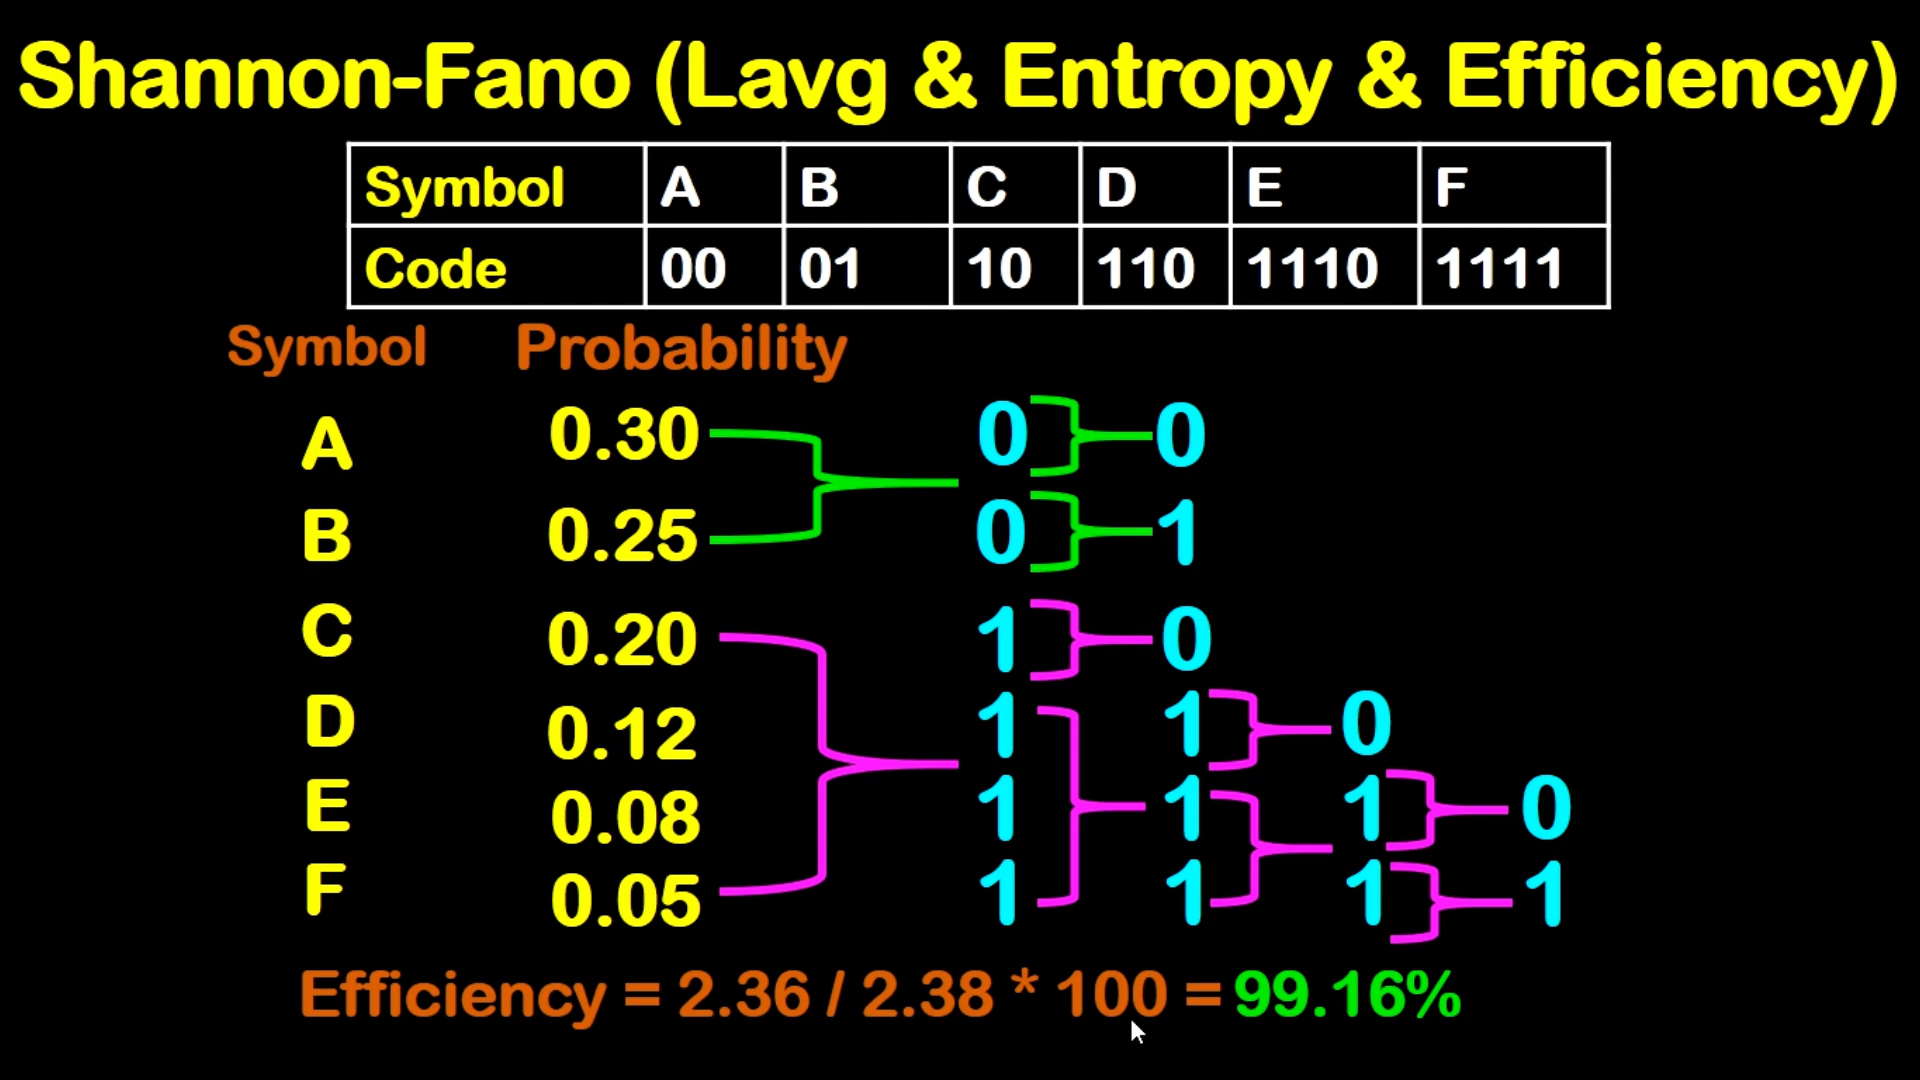 Shannon-Fano (Lavg & Entropy & Efficiency)
Symbol A B C D E F
Code 00 01 10 110 1110 1111
Symbol Probability
A 0.30 0 0
B 0.25 0 1
C 0.20 1 0
D 0.12 1 1 0
E 0.08 1 1 1 0
F 0.05 1 1 1 1
Efficiency = 2.36 / 2.38 * 100 = 99.16%